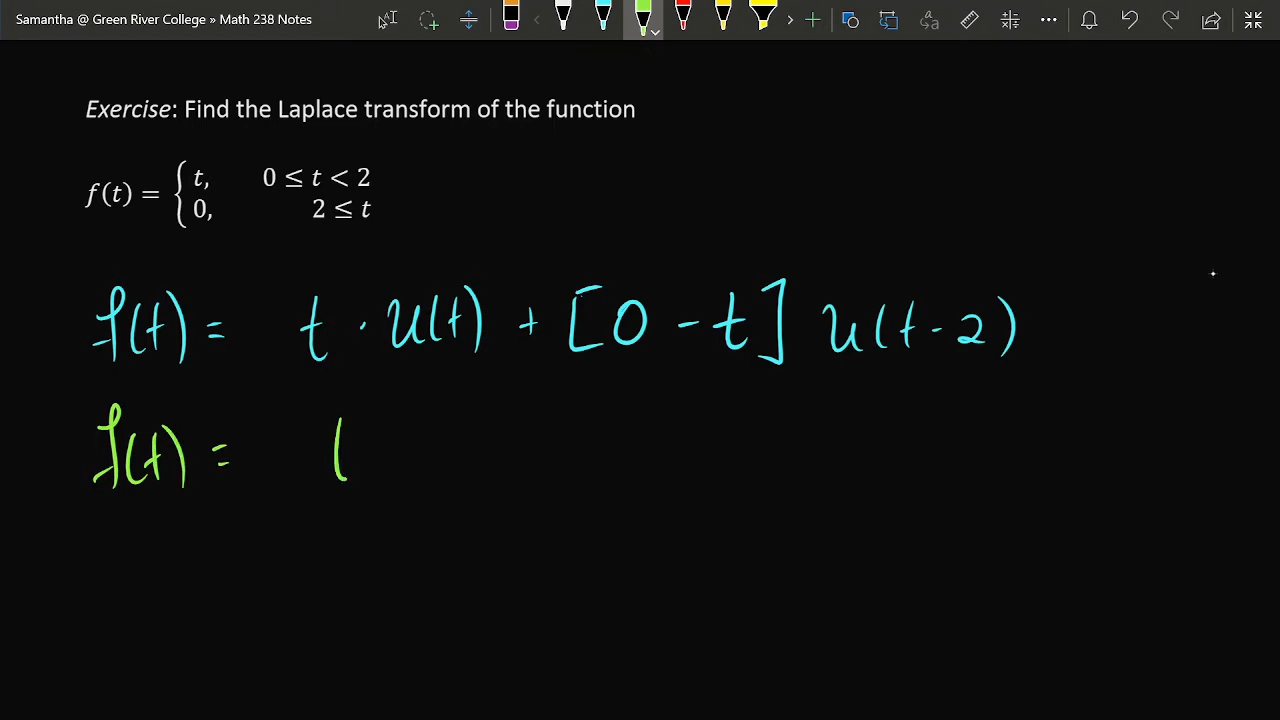 Samantha @ Green River College » Math 238 Notes
Exercise: Find the Laplace transform of the function
f(t) = { t, 0 ≤ t < 2
0, 2 ≤ t
f(t) = t · u(t) + [0 - t] u(t - 2)
f(t) = (